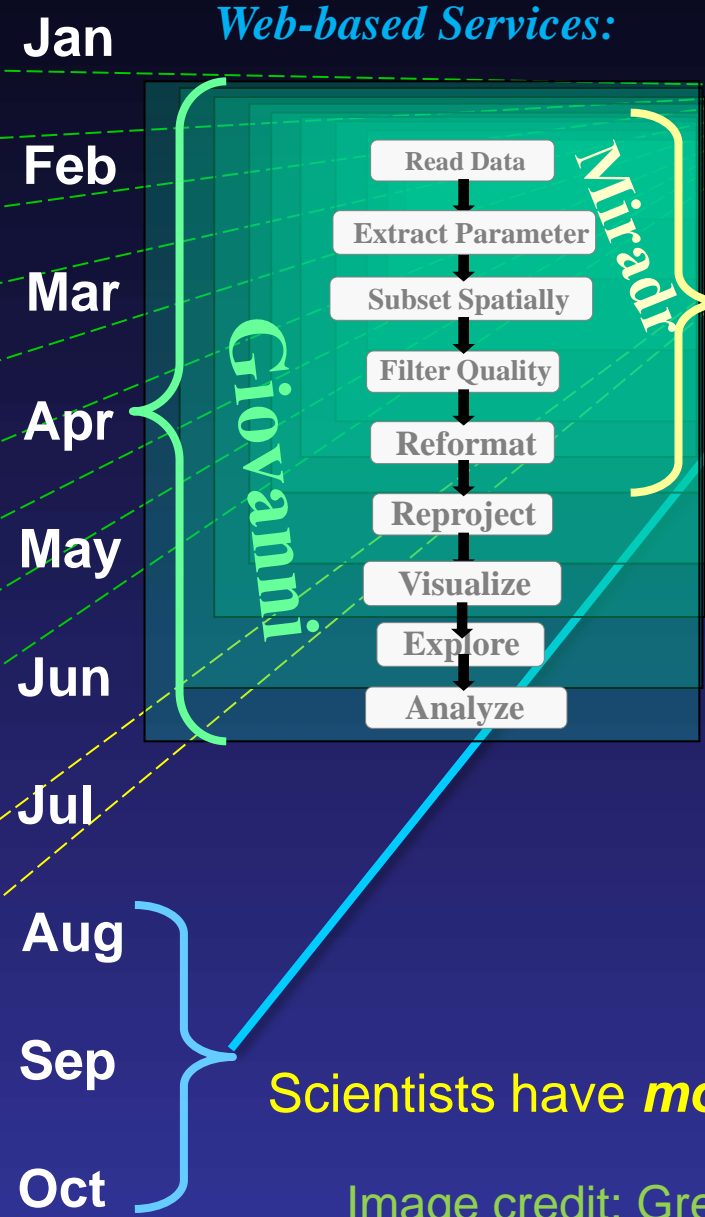 Web-based Services:
Jan
Feb
Mar
Apr
May
Jun
Jul
Aug
Sep
Oct
Giovanni
Read Data
Extract Parameter
Subset Spatially
Filter Quality
Reformat
Reproject
Visualize
Explore
Analyze
Miradr
Scientists have
Image credit: